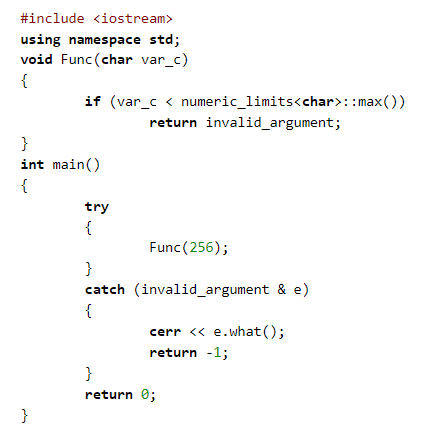 #include <iostream>
using namespace std;
void Func(char var_c)
{
        if (var_c < numeric_limits<char>::max())
                return invalid_argument;
}
int main()
{
        try
        {
                Func(256);
        }
        catch (invalid_argument & e)
        {
                cerr << e.what();
                return -1;
        }
        return 0;
}